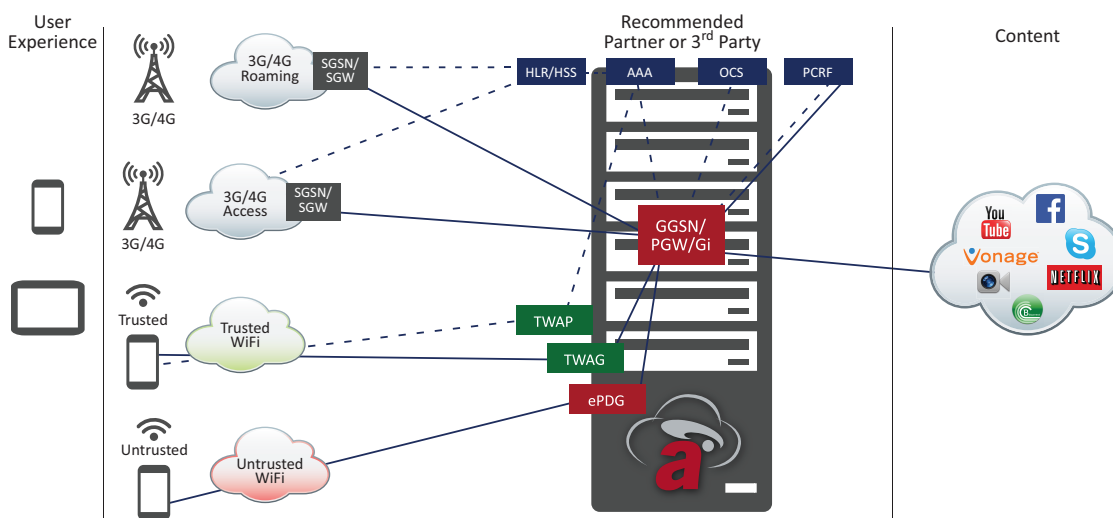 User
Experience
Recommended
Partner or 3rd Party
Content
3G/4G
3G/4G
Roaming
SGSN/
SGW
HLR/HSS
AAA
OCS
PCRF
3G/4G
3G/4G
Access
SGSN/
SGW
GGSN/
PGW/Gi
You
Tube
f
S
Vonage
NETFLIX
B
Trusted
Trusted
WiFi
TWAP
TWAG
ePDG
a
Untrusted
Untrusted
WiFi